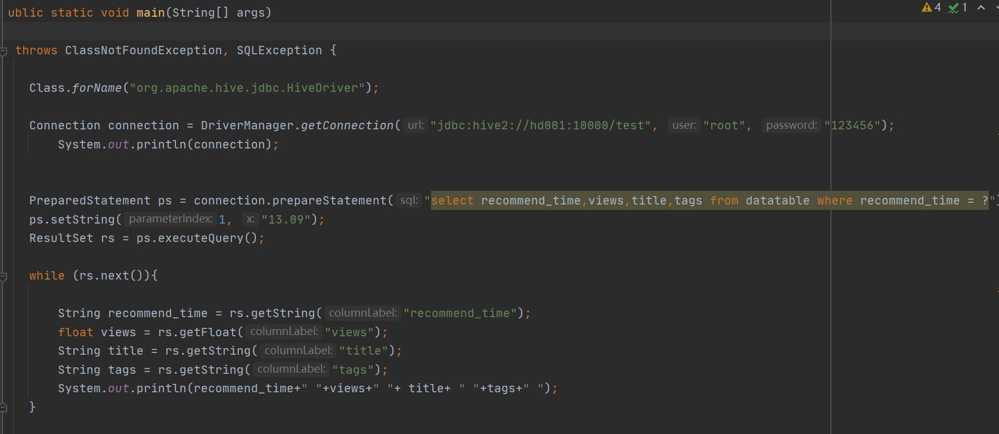 ublic static void main(String[] args)
4 1
throws ClassNotFoundException, SQLException {
Class.forName("org.apache.hive.jdbc.HiveDriver");
Connection connection = DriverManager.getConnection( url: "jdbc:hive2://hd001:10000/test", user: "root", password: "123456");
System.out.println(connection);
PreparedStatement ps = connection.prepareStatement( sql: "select recommend_time,views,title,tags from datatable where recommend_time = ?")
ps.setString( parameterIndex: 1, x: "13.09");
ResultSet rs = ps.executeQuery();
while (rs.next()){
String recommend_time = rs.getString( columnLabel: "recommend_time");
float views = rs.getFloat( columnLabel: "views");
String title = rs.getString( columnLabel: "title");
String tags = rs.getString( columnLabel: "tags");
System.out.println(recommend_time+" "+views+" "+ title+ " "+tags+" ");
}